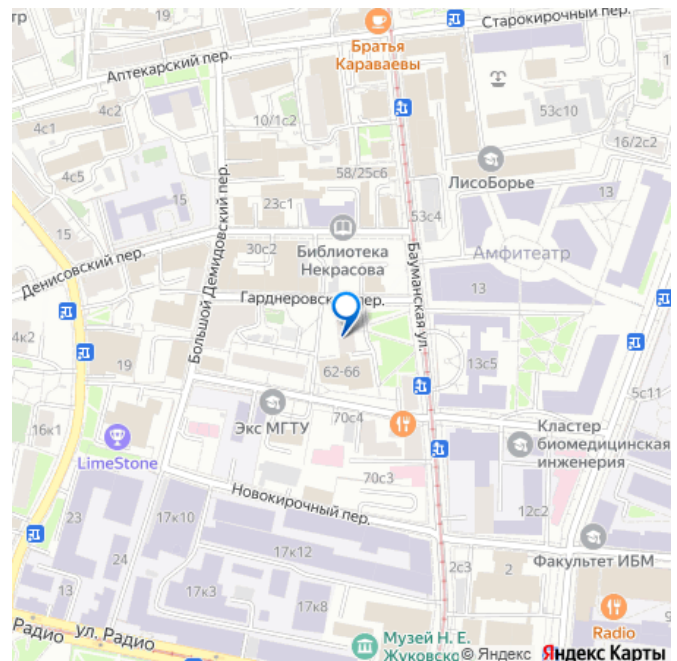 Старокирочный пер.
тр
Братья
Караваевы
Аптекарский пер.
4с2
4с1
10/1с2
53с10
16/2с2
4с5
58/25с6
ЛисоБорье
15
23с1
53с4
13
15
Библиотека
Некрасова
30с2
Амфитеатр
Денисовский пер.
Большой Демидовский пер.
Бауманская ул.
13
Гарднеровский пер.
4к2
19
62-66
13с5
5с11
16к1
Экс МГТУ
70с4
Кластер
биомедицинская
инженерия
LimeStone
70с3
Новокирочный пер.
12с2
23
17к10
24
17к12
2с3
2
Факультет ИБМ
17к3
17к8
9
Radio
Радио
ул. Радио
Музей Н. Е.
Жуковско
© Яндекс Яндекс Карты